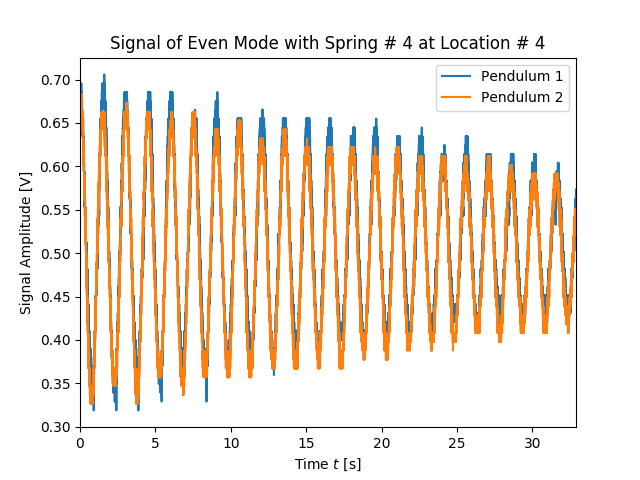 Signal of Even Mode with Spring # 4 at Location # 4
Pendulum 1
Pendulum 2
Signal Amplitude [V]
0.70
0.65
0.60
0.55
0.50
0.45
0.40
0.35
0.30
0 5 10 15 20 25 30
Time t [s]